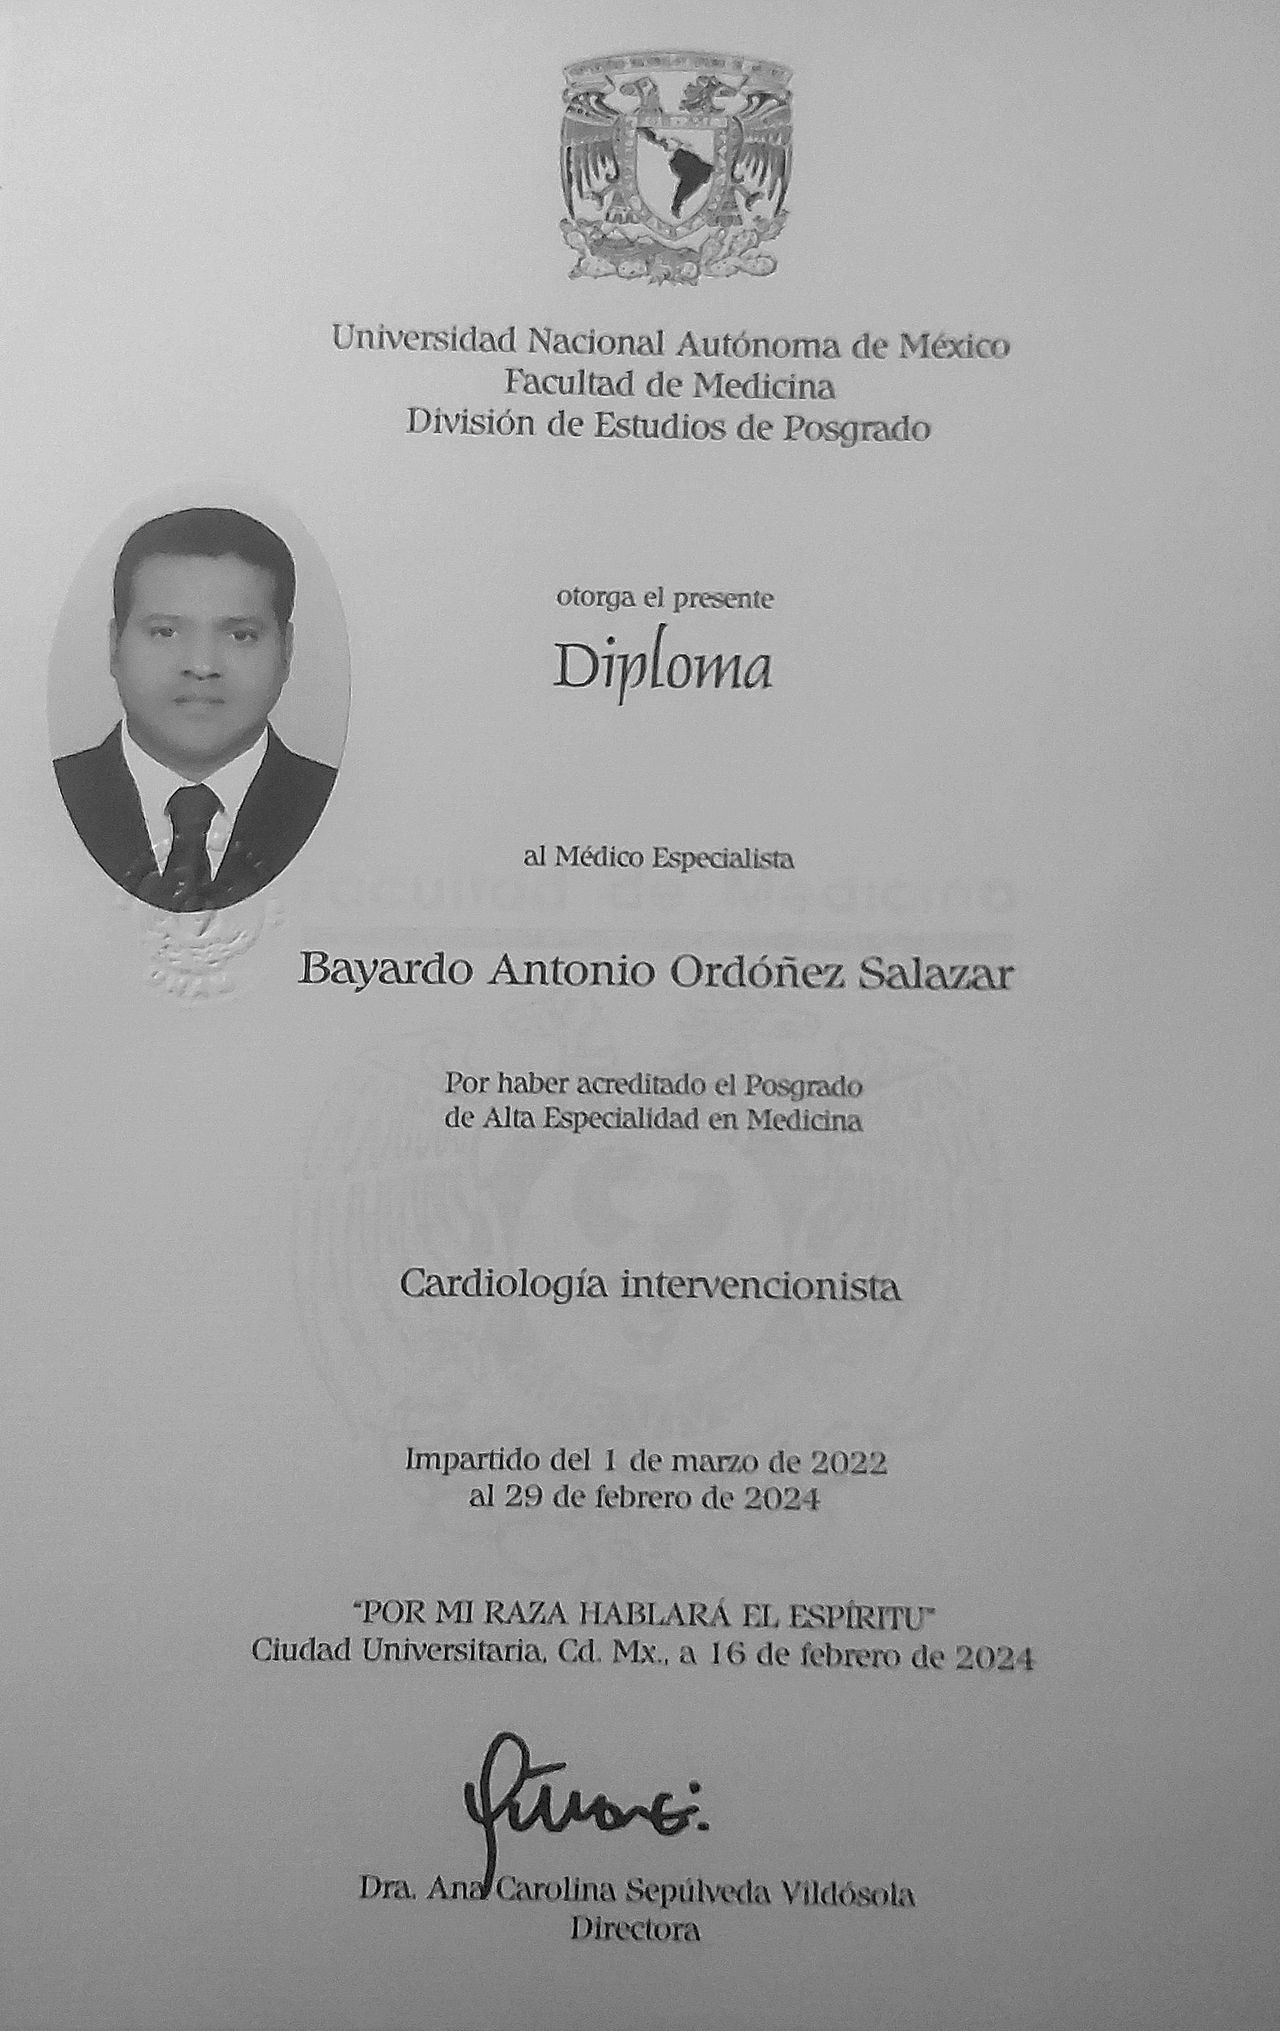 Universidad Nacional Autónoma de México
Facultad de Medicina
División de Estudios de Posgrado
otorga el presente
Diploma
al Médico Especialista
Facultad de Medicina
Bayardo Antonio Ordóñez Salazar
Por haber acreditado el Posgrado
de Alta Especialidad en Medicina
Cardiología intervencionista
Impartido del 1 de marzo de 2022
al 29 de febrero de 2024
"POR MI RAZA HABLARÁ EL ESPÍRITU"
Ciudad Universitaria, Cd. Mx., a 16 de febrero de 2024
Dra. Ana Carolina Sepúlveda Vildósola
Directora